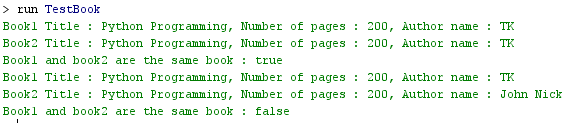 > run TestBook
Book1 Title : Python Programming, Number of pages : 200, Author name : TK
Book2 Title : Python Programming, Number of pages : 200, Author name : TK
Book1 and book2 are the same book : true
Book1 Title : Python Programming, Number of pages : 200, Author name : TK
Book2 Title : Python Programming, Number of pages : 200, Author name : John Nick
Book1 and book2 are the same book : false